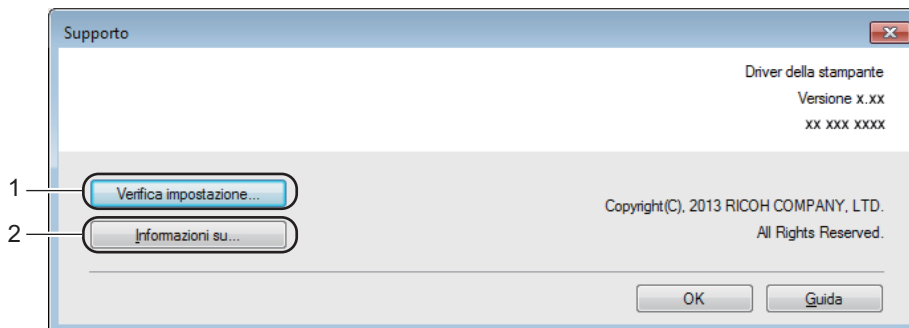 Supporto
Driver della stampante
Versione x.xx
xx xxx xxxx
1
Verifica impostazione...
Copyright(C), 2013 RICOH COMPANY, LTD.
2
Informazioni su...
All Rights Reserved.
OK
Guida